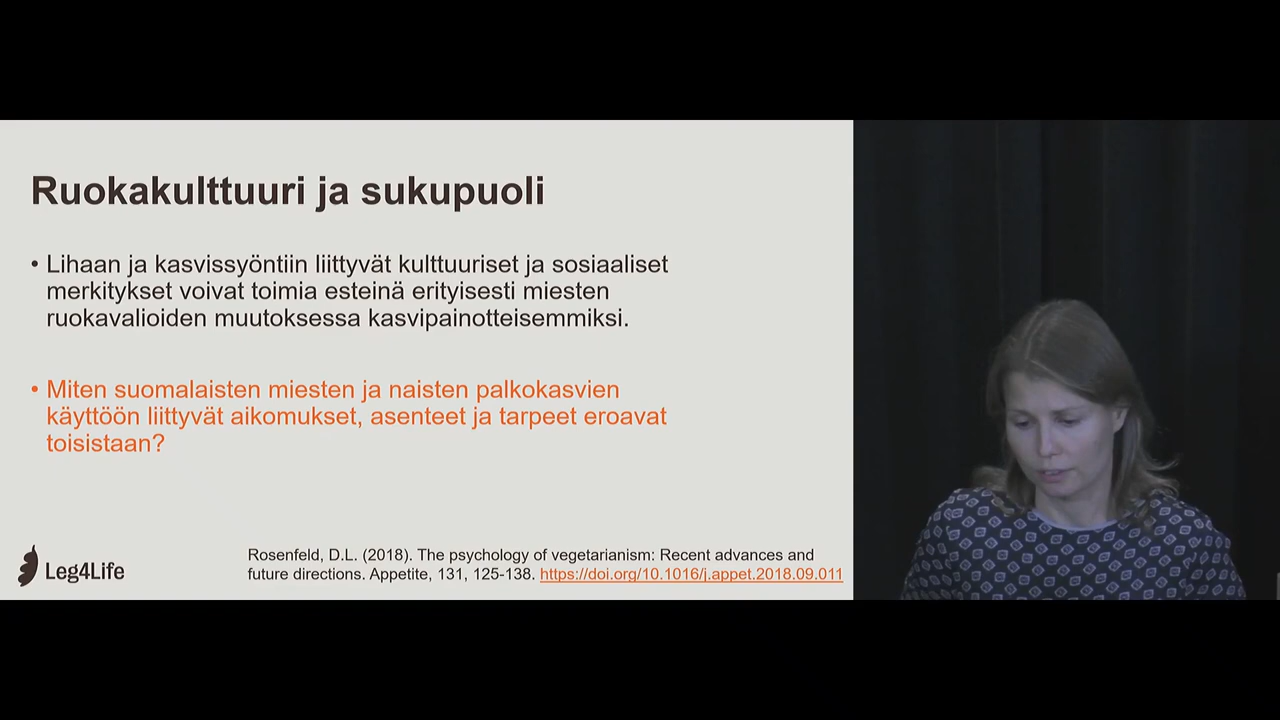 Ruokakulttuuri ja sukupuoli
• Lihaan ja kasvissyöntiin liittyvät kulttuuriset ja sosiaaliset
merkitykset voivat toimia esteinä erityisesti miesten
ruokavalioiden muutoksessa kasvipainotteisemmiksi.
• Miten suomalaisten miesten ja naisten palkokasvien
käyttöön liittyvät aikomukset, asenteet ja tarpeet eroavat
toisistaan?
Leg4Life
Rosenfeld, D.L. (2018). The psychology of vegetarianism: Recent advances and
future directions. Appetite, 131, 125-138. https://doi.org/10.1016/j.appet.2018.09.011